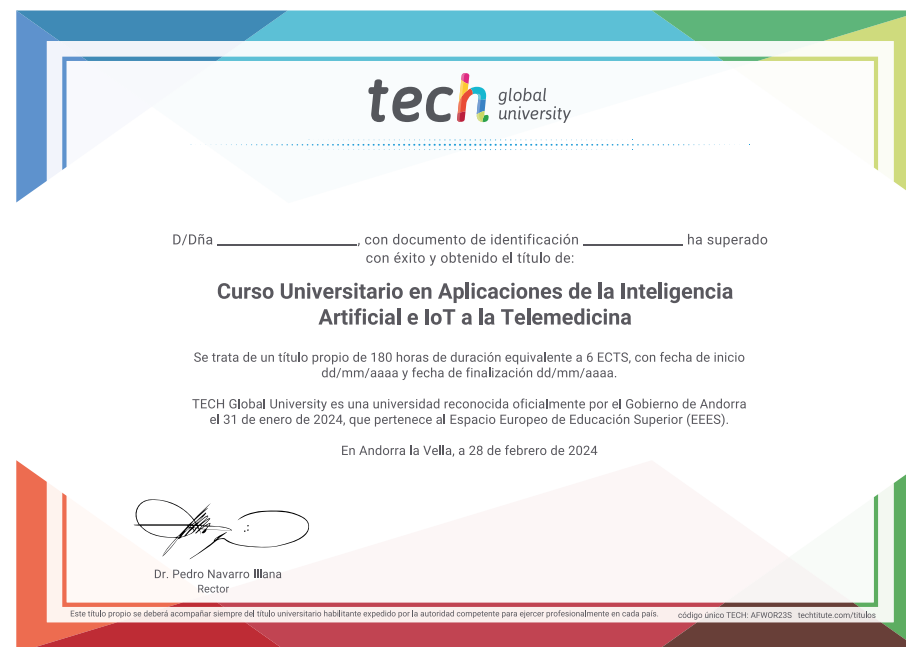 tech global university
D/Dña ____________________, con documento de identificación ______________ ha superado
con éxito y obtenido el título de:
Curso Universitario en Aplicaciones de la Inteligencia
Artificial e IoT a la Telemedicina
Se trata de un título propio de 180 horas de duración equivalente a 6 ECTS, con fecha de inicio
dd/mm/aaaa y fecha de finalización dd/mm/aaaa.
TECH Global University es una universidad reconocida oficialmente por el Gobierno de Andorra
el 31 de enero de 2024, que pertenece al Espacio Europeo de Educación Superior (EEES).
En Andorra la Vella, a 28 de febrero de 2024
Dr. Pedro Navarro Illana
Rector
Este título propio se deberá acompañar siempre del título universitario habilitante expedido por la autoridad competente para ejercer profesionalmente en cada país. código único TECH: AFWOR23S techtitute.com/titulos